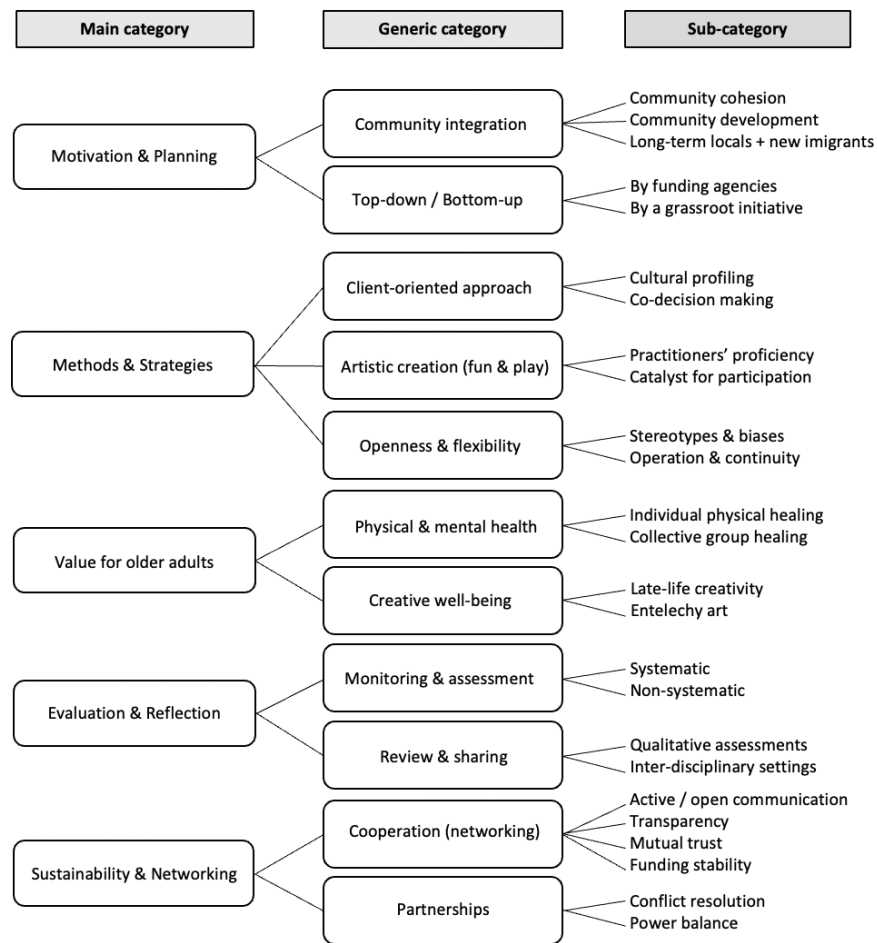 Main category
Generic category
Sub-category
Motivation & Planning
Community integration
Community cohesion
Community development
Long-term locals + new imigrants
Top-down / Bottom-up
By funding agencies
By a grassroot initiative
Methods & Strategies
Client-oriented approach
Cultural profiling
Co-decision making
Artistic creation (fun & play)
Practitioners’ proficiency
Catalyst for participation
Openness & flexibility
Stereotypes & biases
Operation & continuity
Value for older adults
Physical & mental health
Individual physical healing
Collective group healing
Creative well-being
Late-life creativity
Entelechy art
Evaluation & Reflection
Monitoring & assessment
Systematic
Non-systematic
Review & sharing
Qualitative assessments
Inter-disciplinary settings
Sustainability & Networking
Cooperation (networking)
Active / open communication
Transparency
Mutual trust
Funding stability
Partnerships
Conflict resolution
Power balance